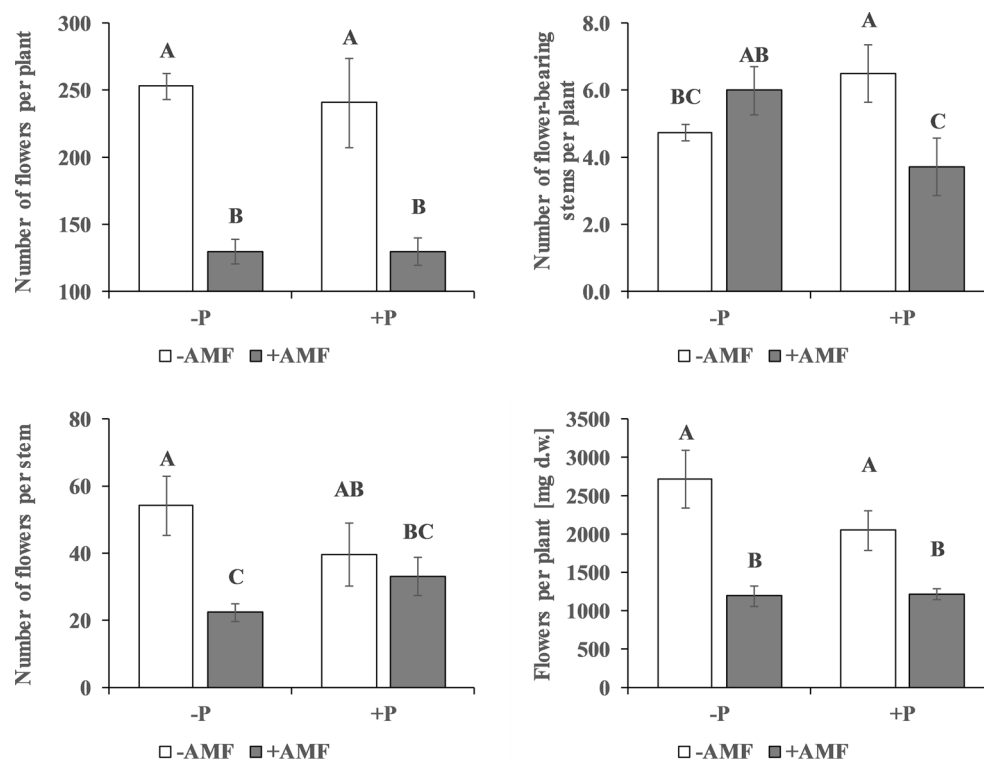 Number of flowers per plant
300
250
200
150
100
A
B
A
B
-P
+P
-AMF +AMF
Number of flower-bearing
stems per plant
8.0
6.0
4.0
2.0
0.0
BC
AB
A
C
-P
+P
-AMF +AMF
Number of flowers per stem
80
60
40
20
0
A
C
AB
BC
-P
+P
-AMF +AMF
Flowers per plant [mg d.w.]
3500
3000
2500
2000
1500
1000
500
0
A
B
A
B
-P
+P
-AMF +AMF